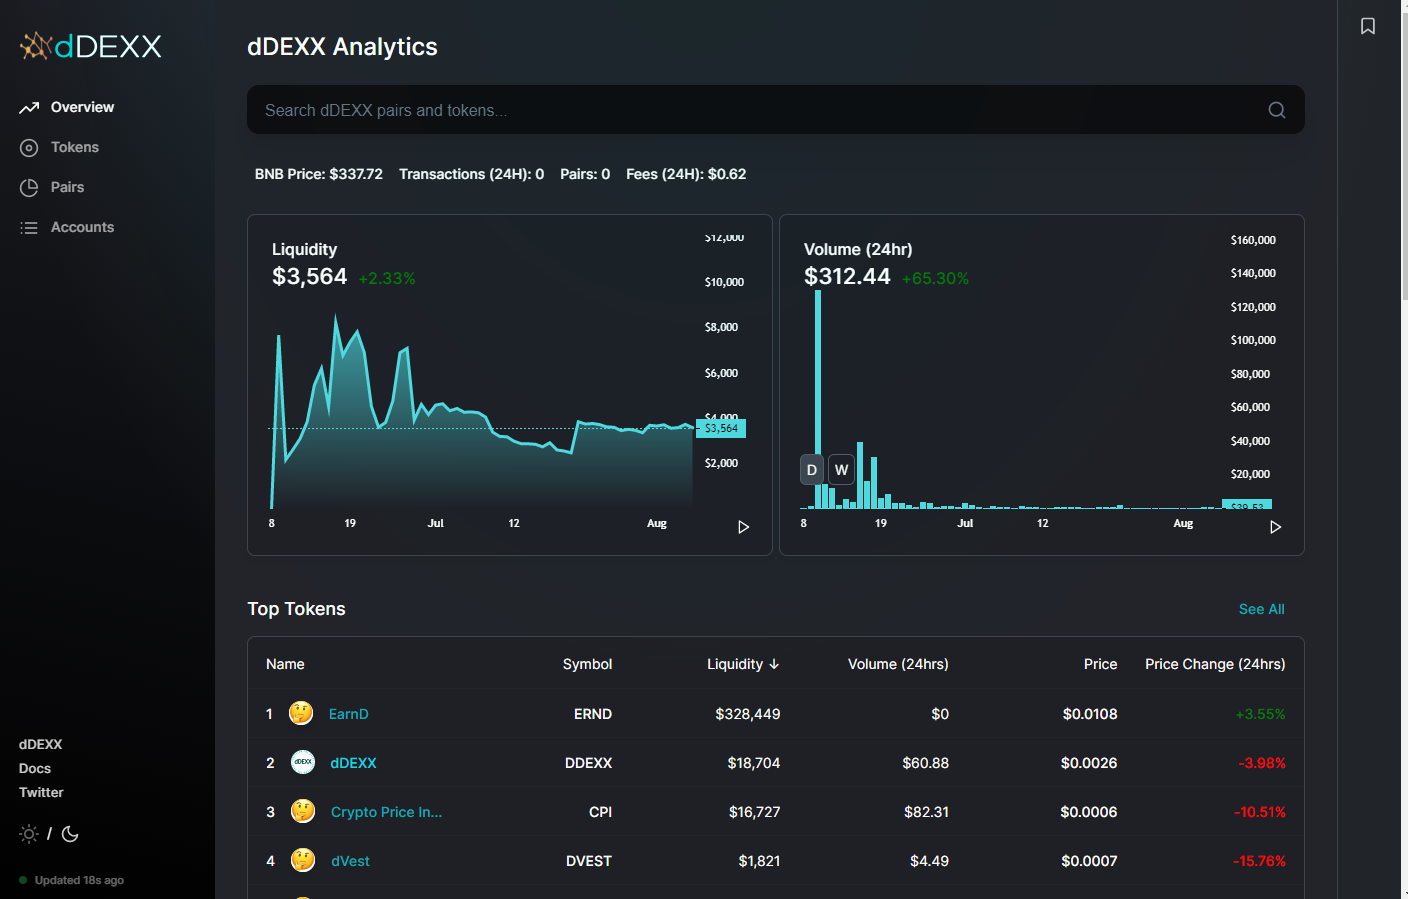 dDEXX
Overview
Tokens
Pairs
Accounts
dDEXX
Docs
Twitter
/
Updated 18s ago
dDEXX Analytics
Search dDEXX pairs and tokens...
BNB Price: $337.72 Transactions (24H): 0 Pairs: 0 Fees (24H): $0.62
Liquidity
$3,564 +2.33%
$12,000
$10,000
$8,000
$6,000
$4,000
$3,564
$2,000
8 19 Jul 12 Aug
Volume (24hr)
$312.44 +65.30%
$160,000
$140,000
$120,000
$100,000
$80,000
$60,000
$40,000
$20,000
$39.53
D W
8 19 Jul 12 Aug
Top Tokens See All
Name Symbol Liquidity ↓ Volume (24hrs) Price Price Change (24hrs)
1 EarnD ERND $328,449 $0 $0.0108 +3.55%
2 dDEXX dDEXX DDEXX $18,704 $60.88 $0.0026 -3.98%
3 Crypto Price In... CPI $16,727 $82.31 $0.0006 -10.51%
4 dVest DVEST $1,821 $4.49 $0.0007 -15.76%